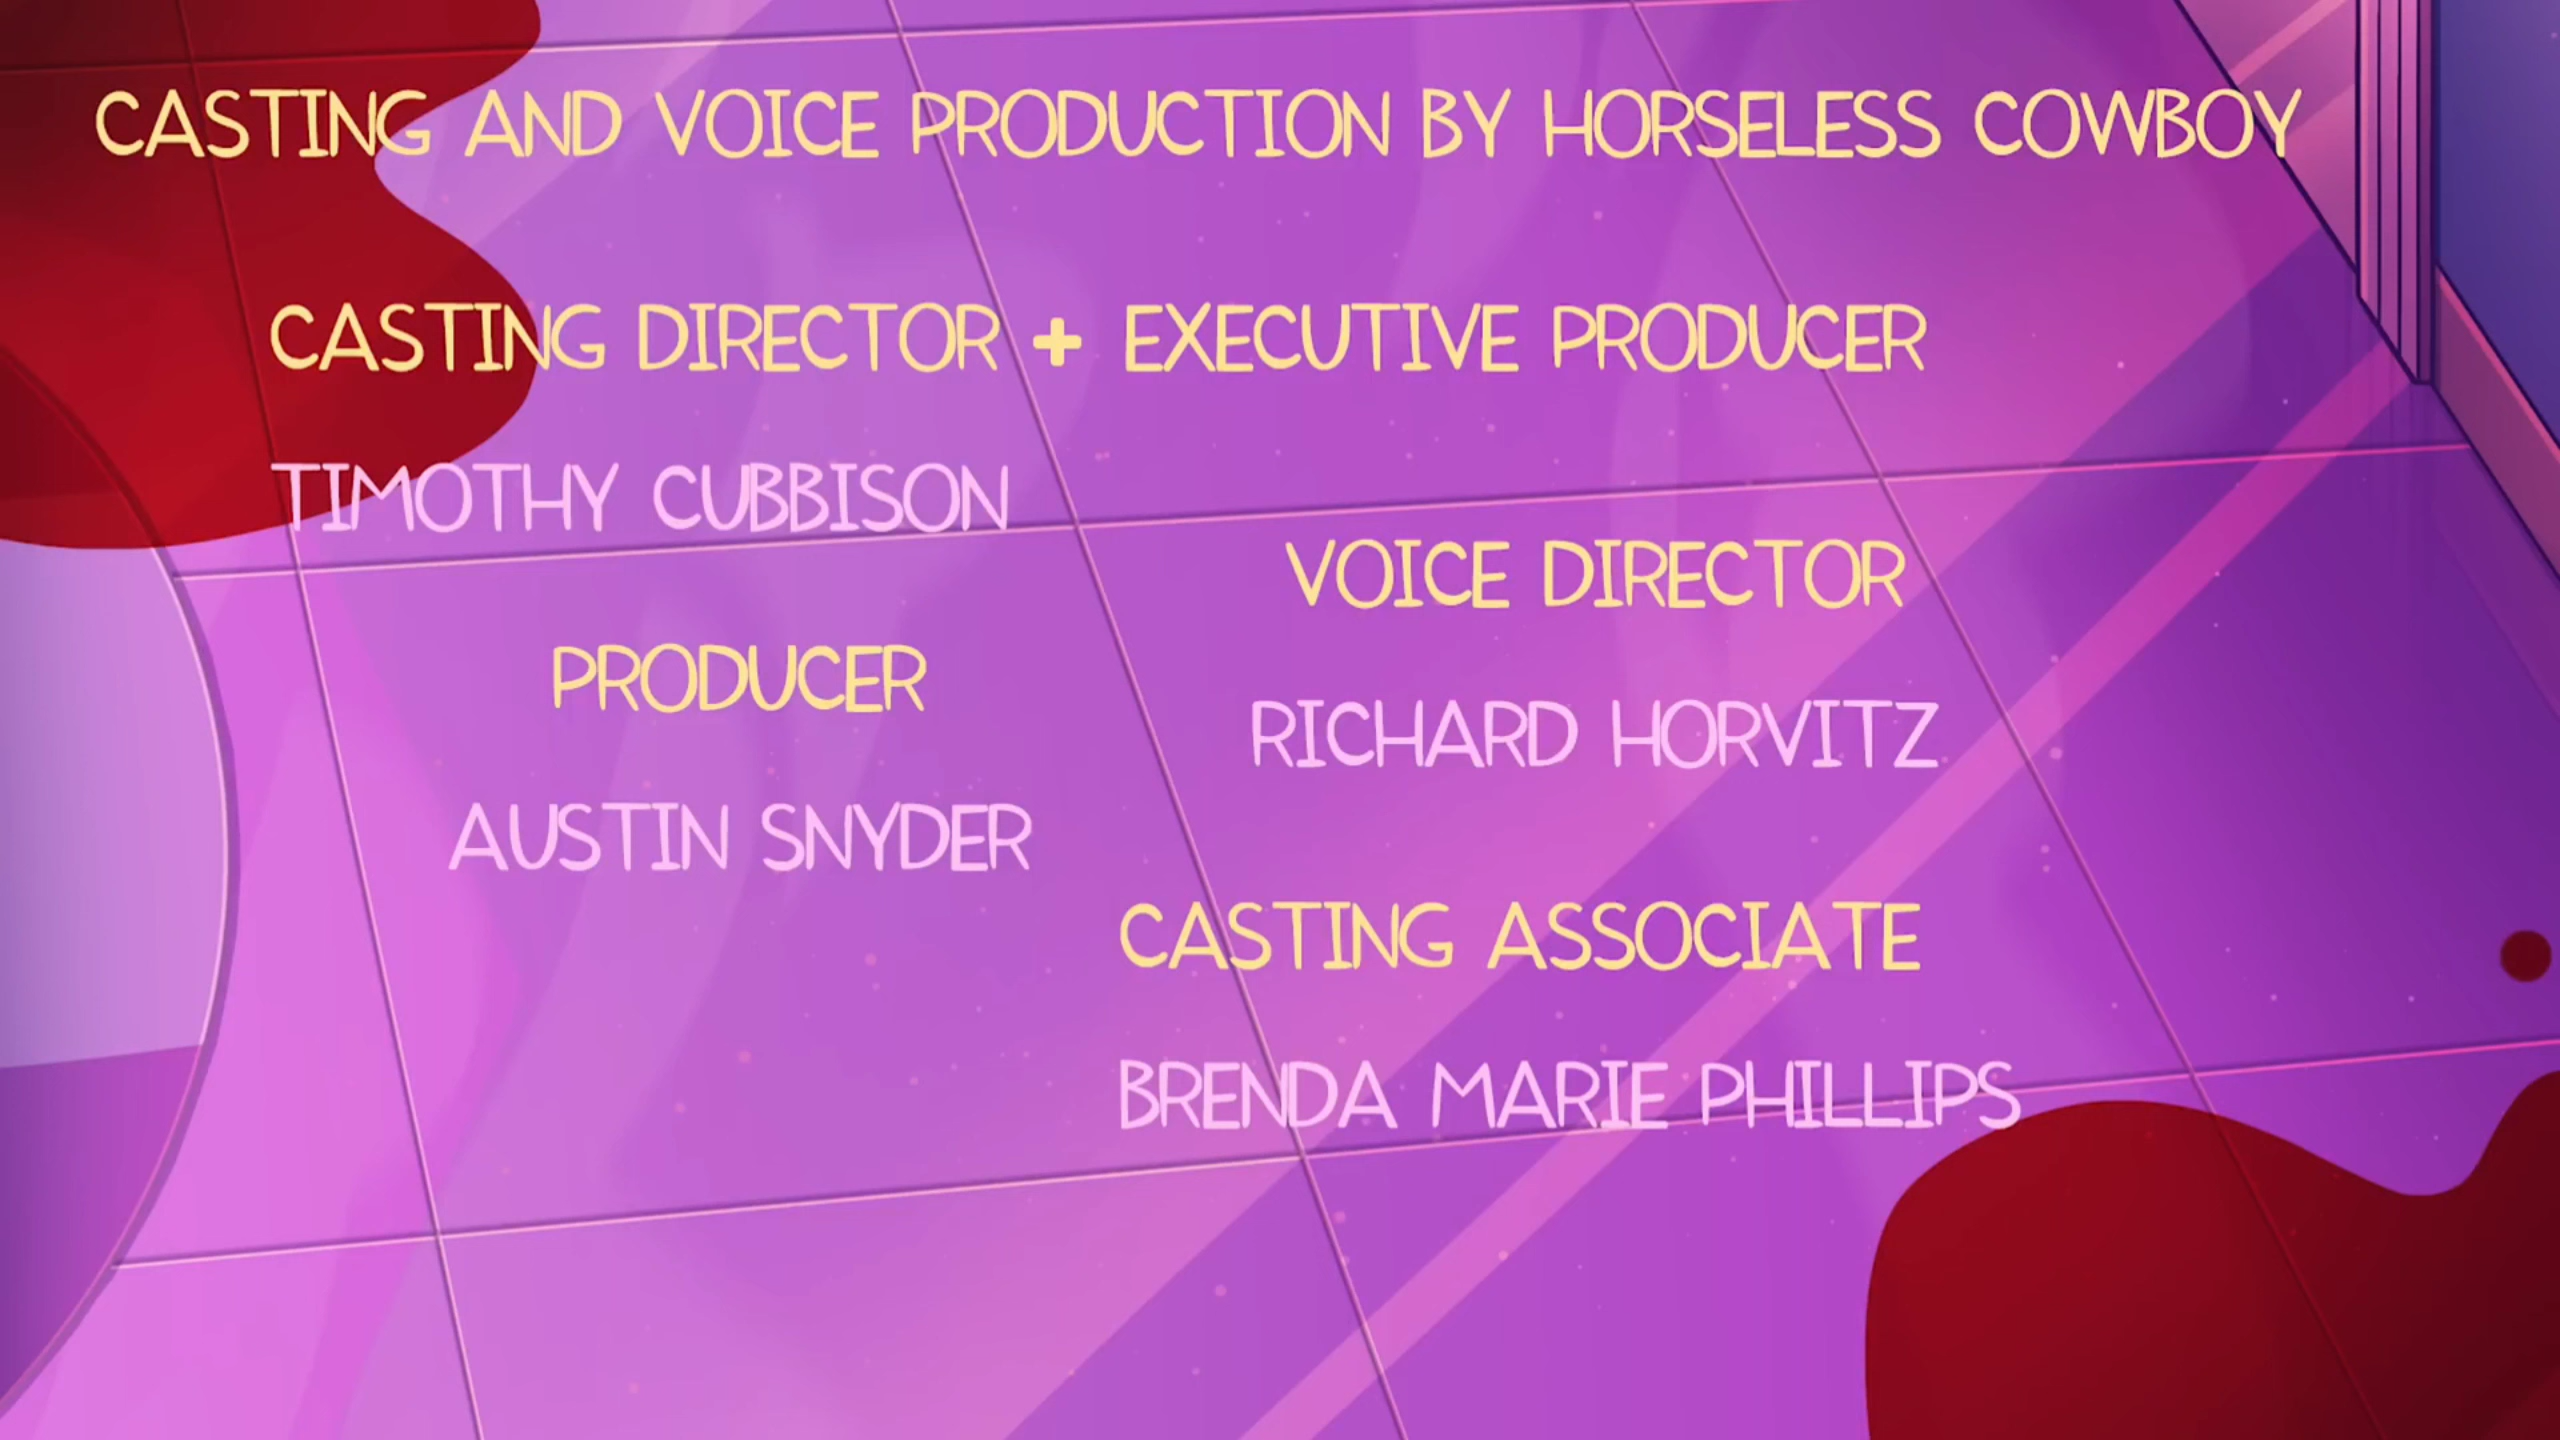 CASTING AND VOICE PRODUCTION BY HORSELESS COWBOY
CASTING DIRECTOR + EXECUTIVE PRODUCER
TIMOTHY CUBBISON
PRODUCER
AUSTIN SNYDER
VOICE DIRECTOR
RICHARD HORVITZ
CASTING ASSOCIATE
BRENDA MARIE PHILLIPS